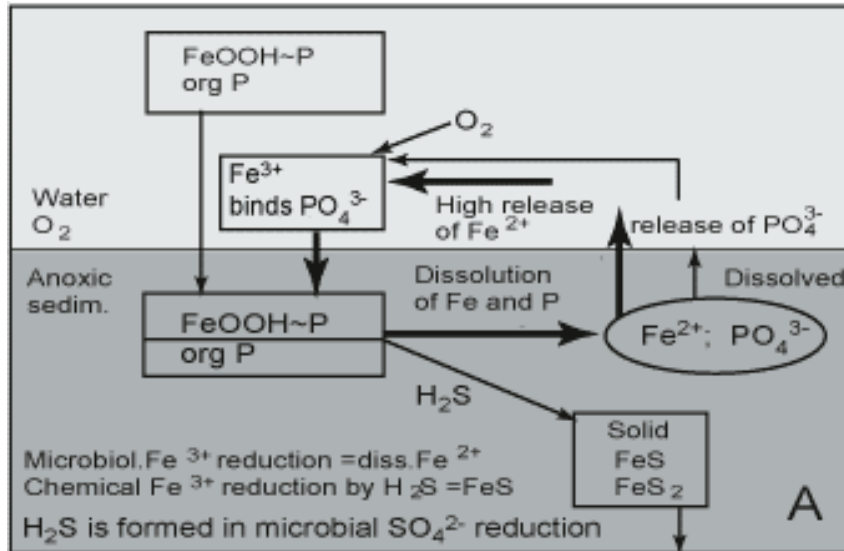 FeOOH~P
org P
O₂
Fe³⁺
binds PO₄³⁻
High release
of Fe ²⁺
release of PO₄³⁻
Water
O₂
Anoxic
sedim.
Dissolution
of Fe and P
Dissolved
FeOOH~P
org P
Fe²⁺; PO₄³⁻
H₂S
Solid
FeS
FeS ₂
Microbiol.Fe ³⁺ reduction =diss.Fe ²⁺
Chemical Fe ³⁺ reduction by H ₂S =FeS
H₂S is formed in microbial SO₄²⁻ reduction
A